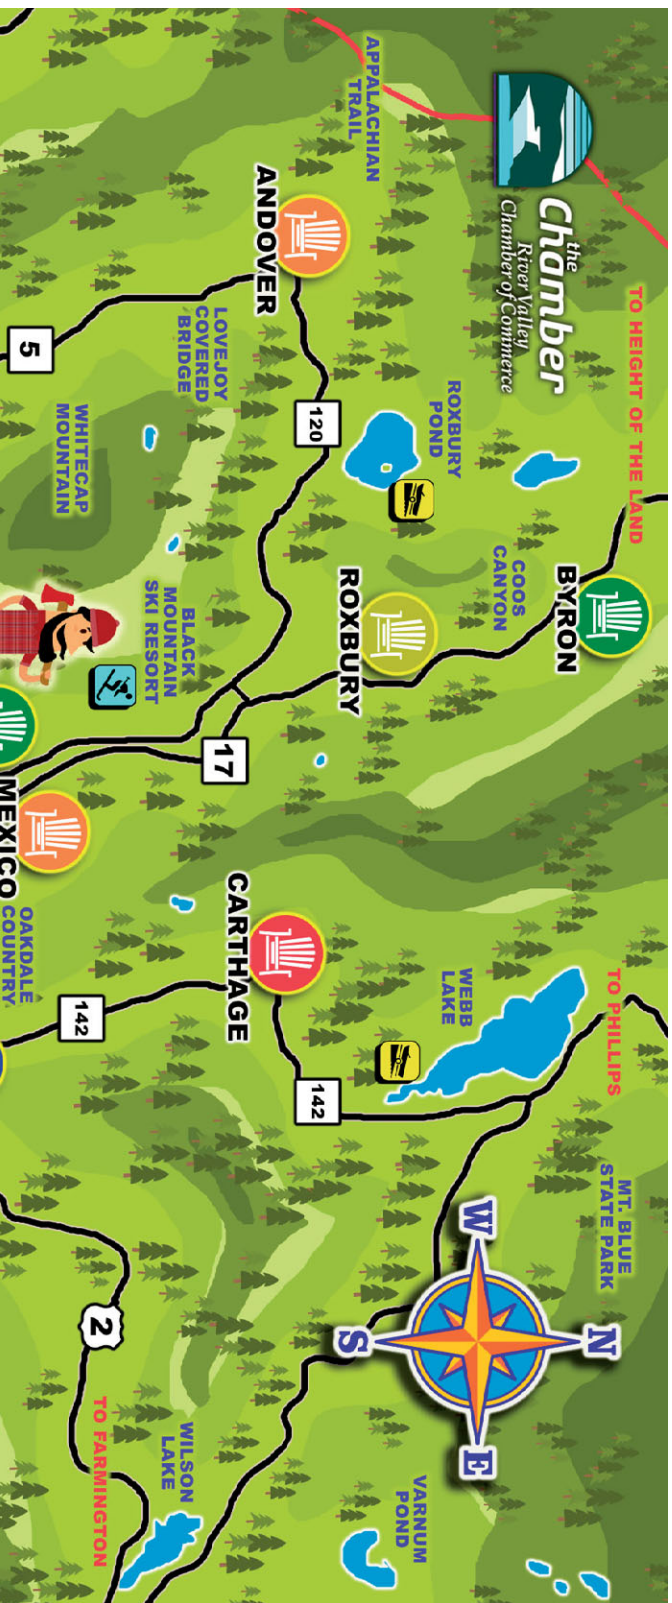 the
Chamber
River Valley
Chamber of Commerce
APPALACHIAN
TRAIL
TO HEIGHT OF THE LAND
ANDOVER
LOVEJOY
COVERED
BRIDGE
5
120
ROXBURY
POND
WHITECAP
MOUNTAIN
COOS
CANYON
BYRON
ROXBURY
BLACK
MOUNTAIN
SKI RESORT
17
MEXICO
OAKDALE
COUNTRY
CARTHAGE
142
WEBB
LAKE
TO PHILLIPS
142
MT. BLUE
STATE PARK
N
W
E
S
2
TO FARMINGTON
WILSON
LAKE
VARNUM
POND